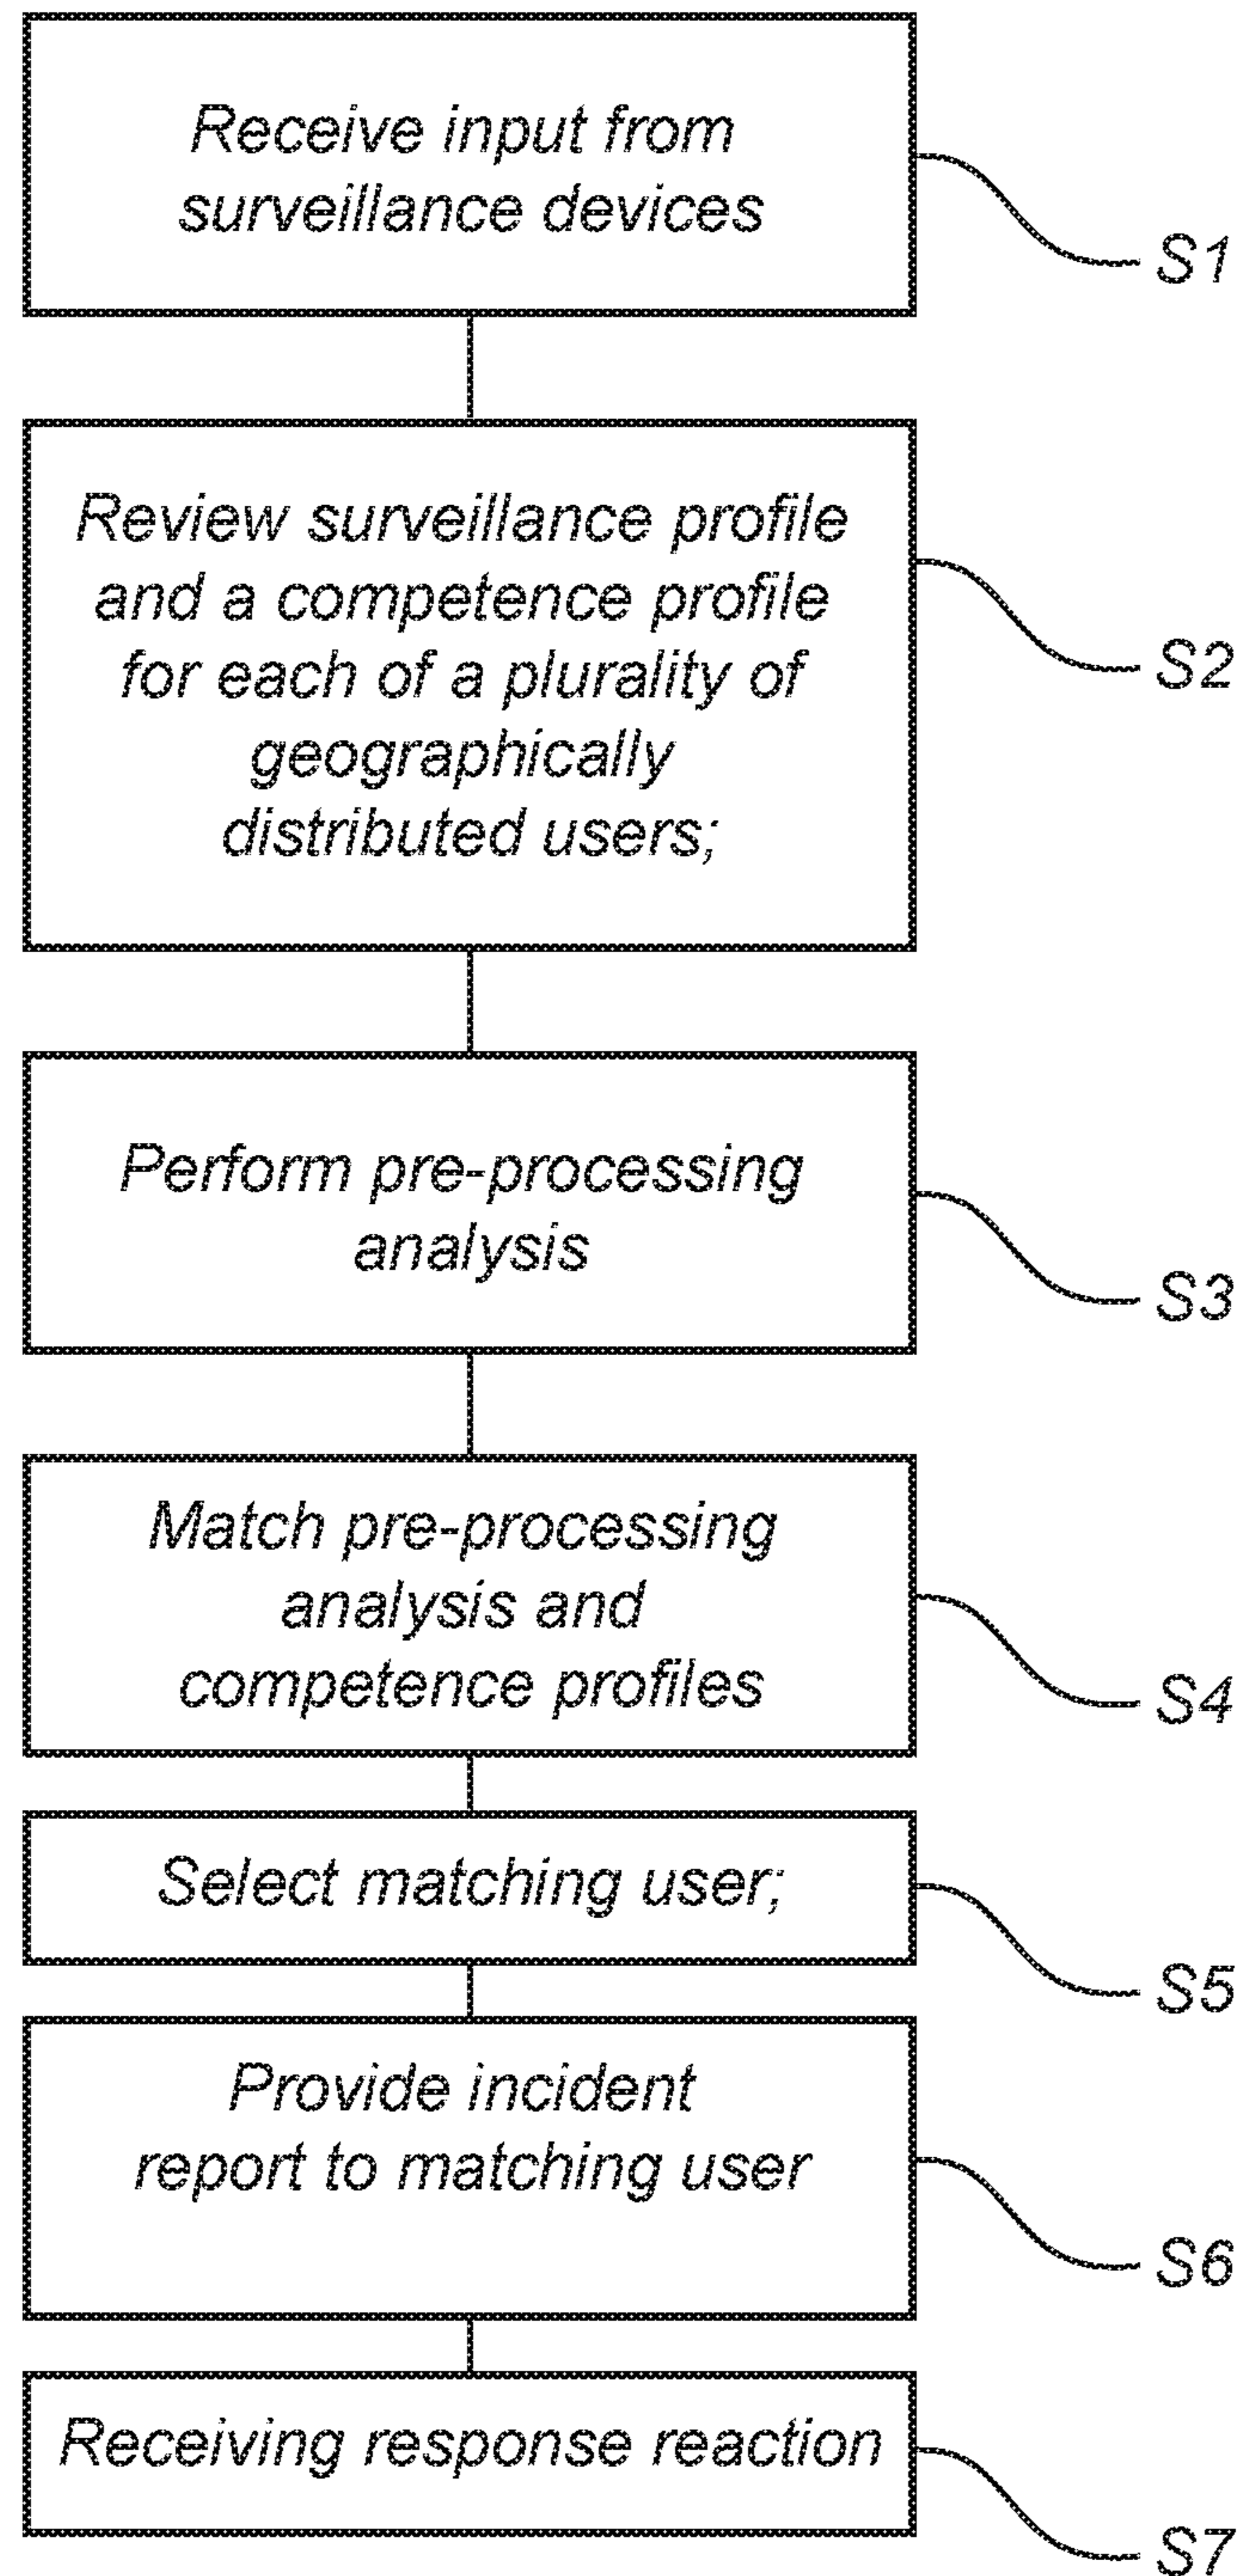 Receive input from
surveillance devices
S1
Review surveillance profile
and a competence profile
for each of a plurality of
geographically
distributed users;
S2
Perform pre-processing
analysis
S3
Match pre-processing
analysis and
competence profiles
S4
Select matching user;
S5
Provide incident
report to matching user
S6
Receiving response reaction
S7